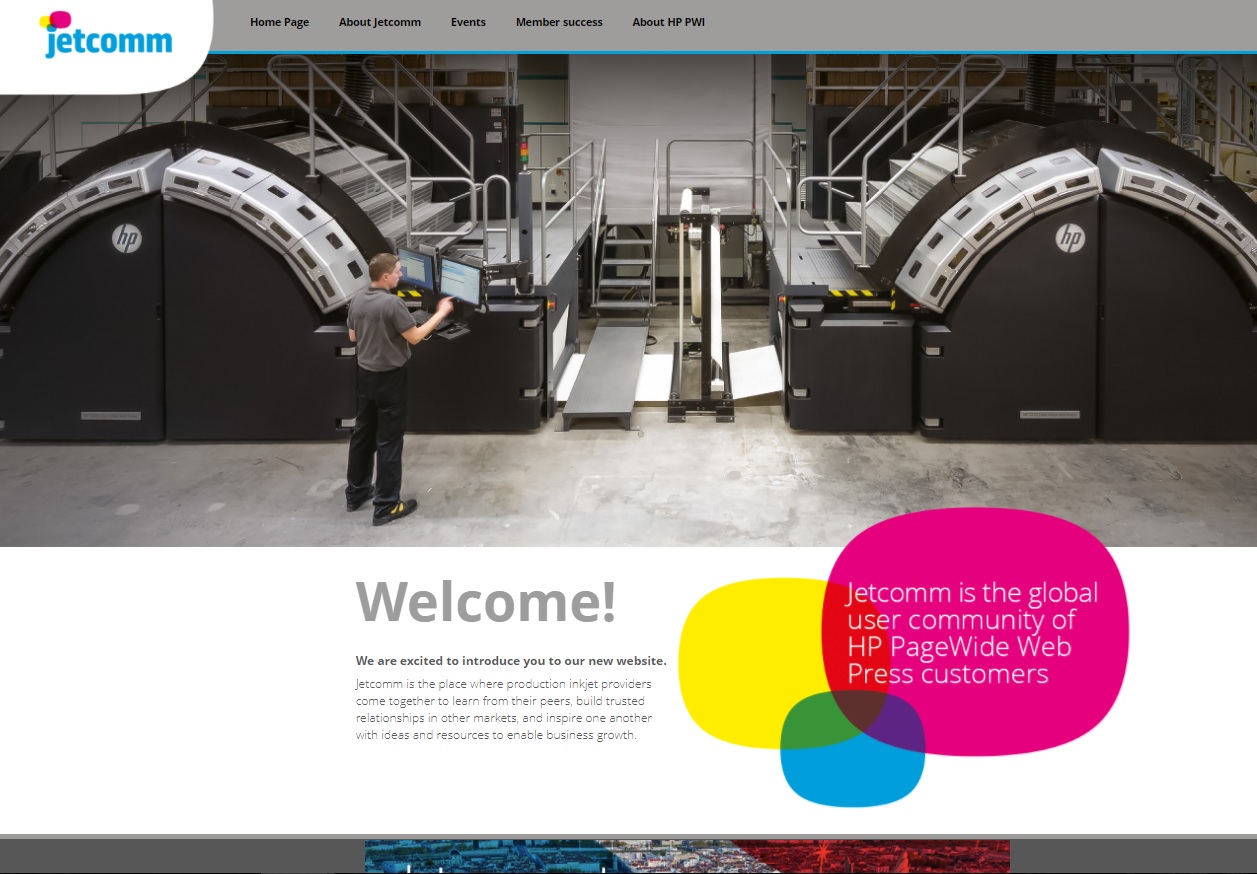 jetcomm
Home Page
About Jetcomm
Events
Member success
About HP PWI
hp
hp
Welcome!
We are excited to introduce you to our new website.
Jetcomm is the place where production inkjet providers
come together to learn from their peers, build trusted
relationships in other markets, and inspire one another
with ideas and resources to enable business growth.
Jetcomm is the global
user community of
HP PageWide Web
Press customers